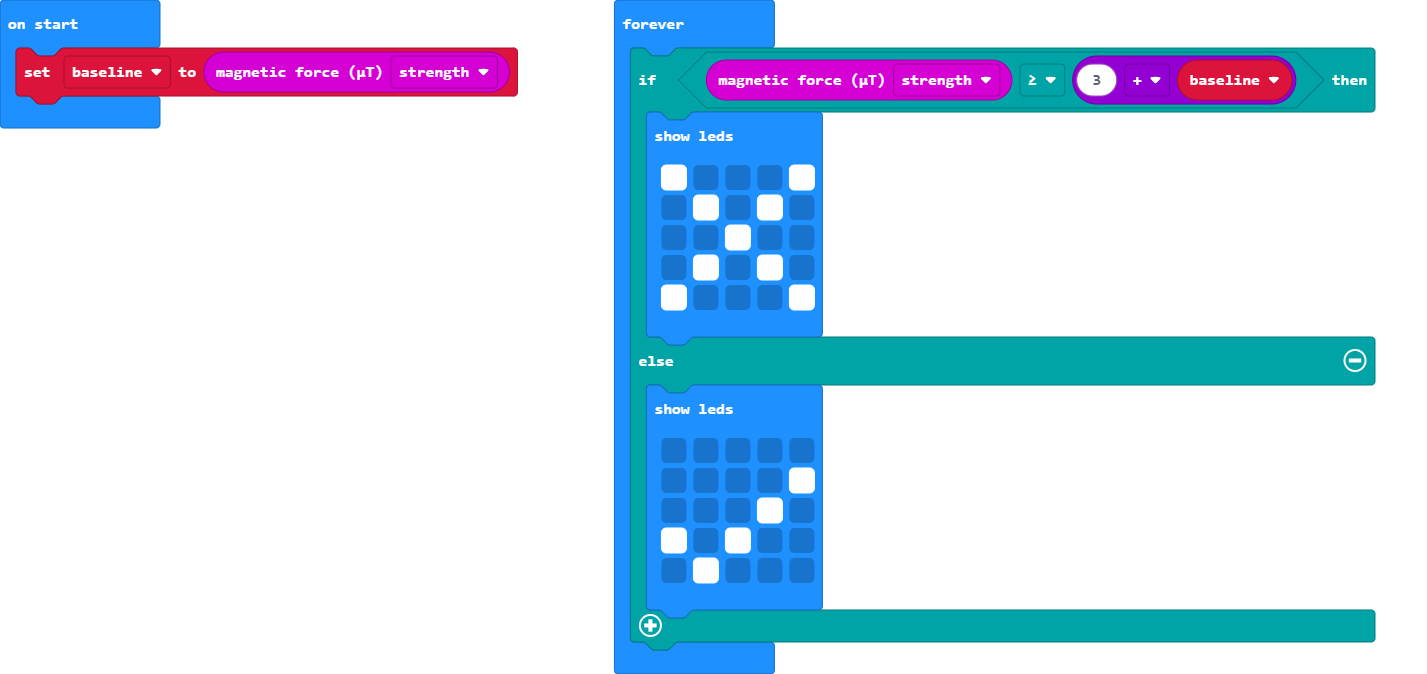 on start
set baseline to magnetic force (µT) strength
forever
if magnetic force (µT) strength ≥ 3 + baseline then
show leds
else
show leds